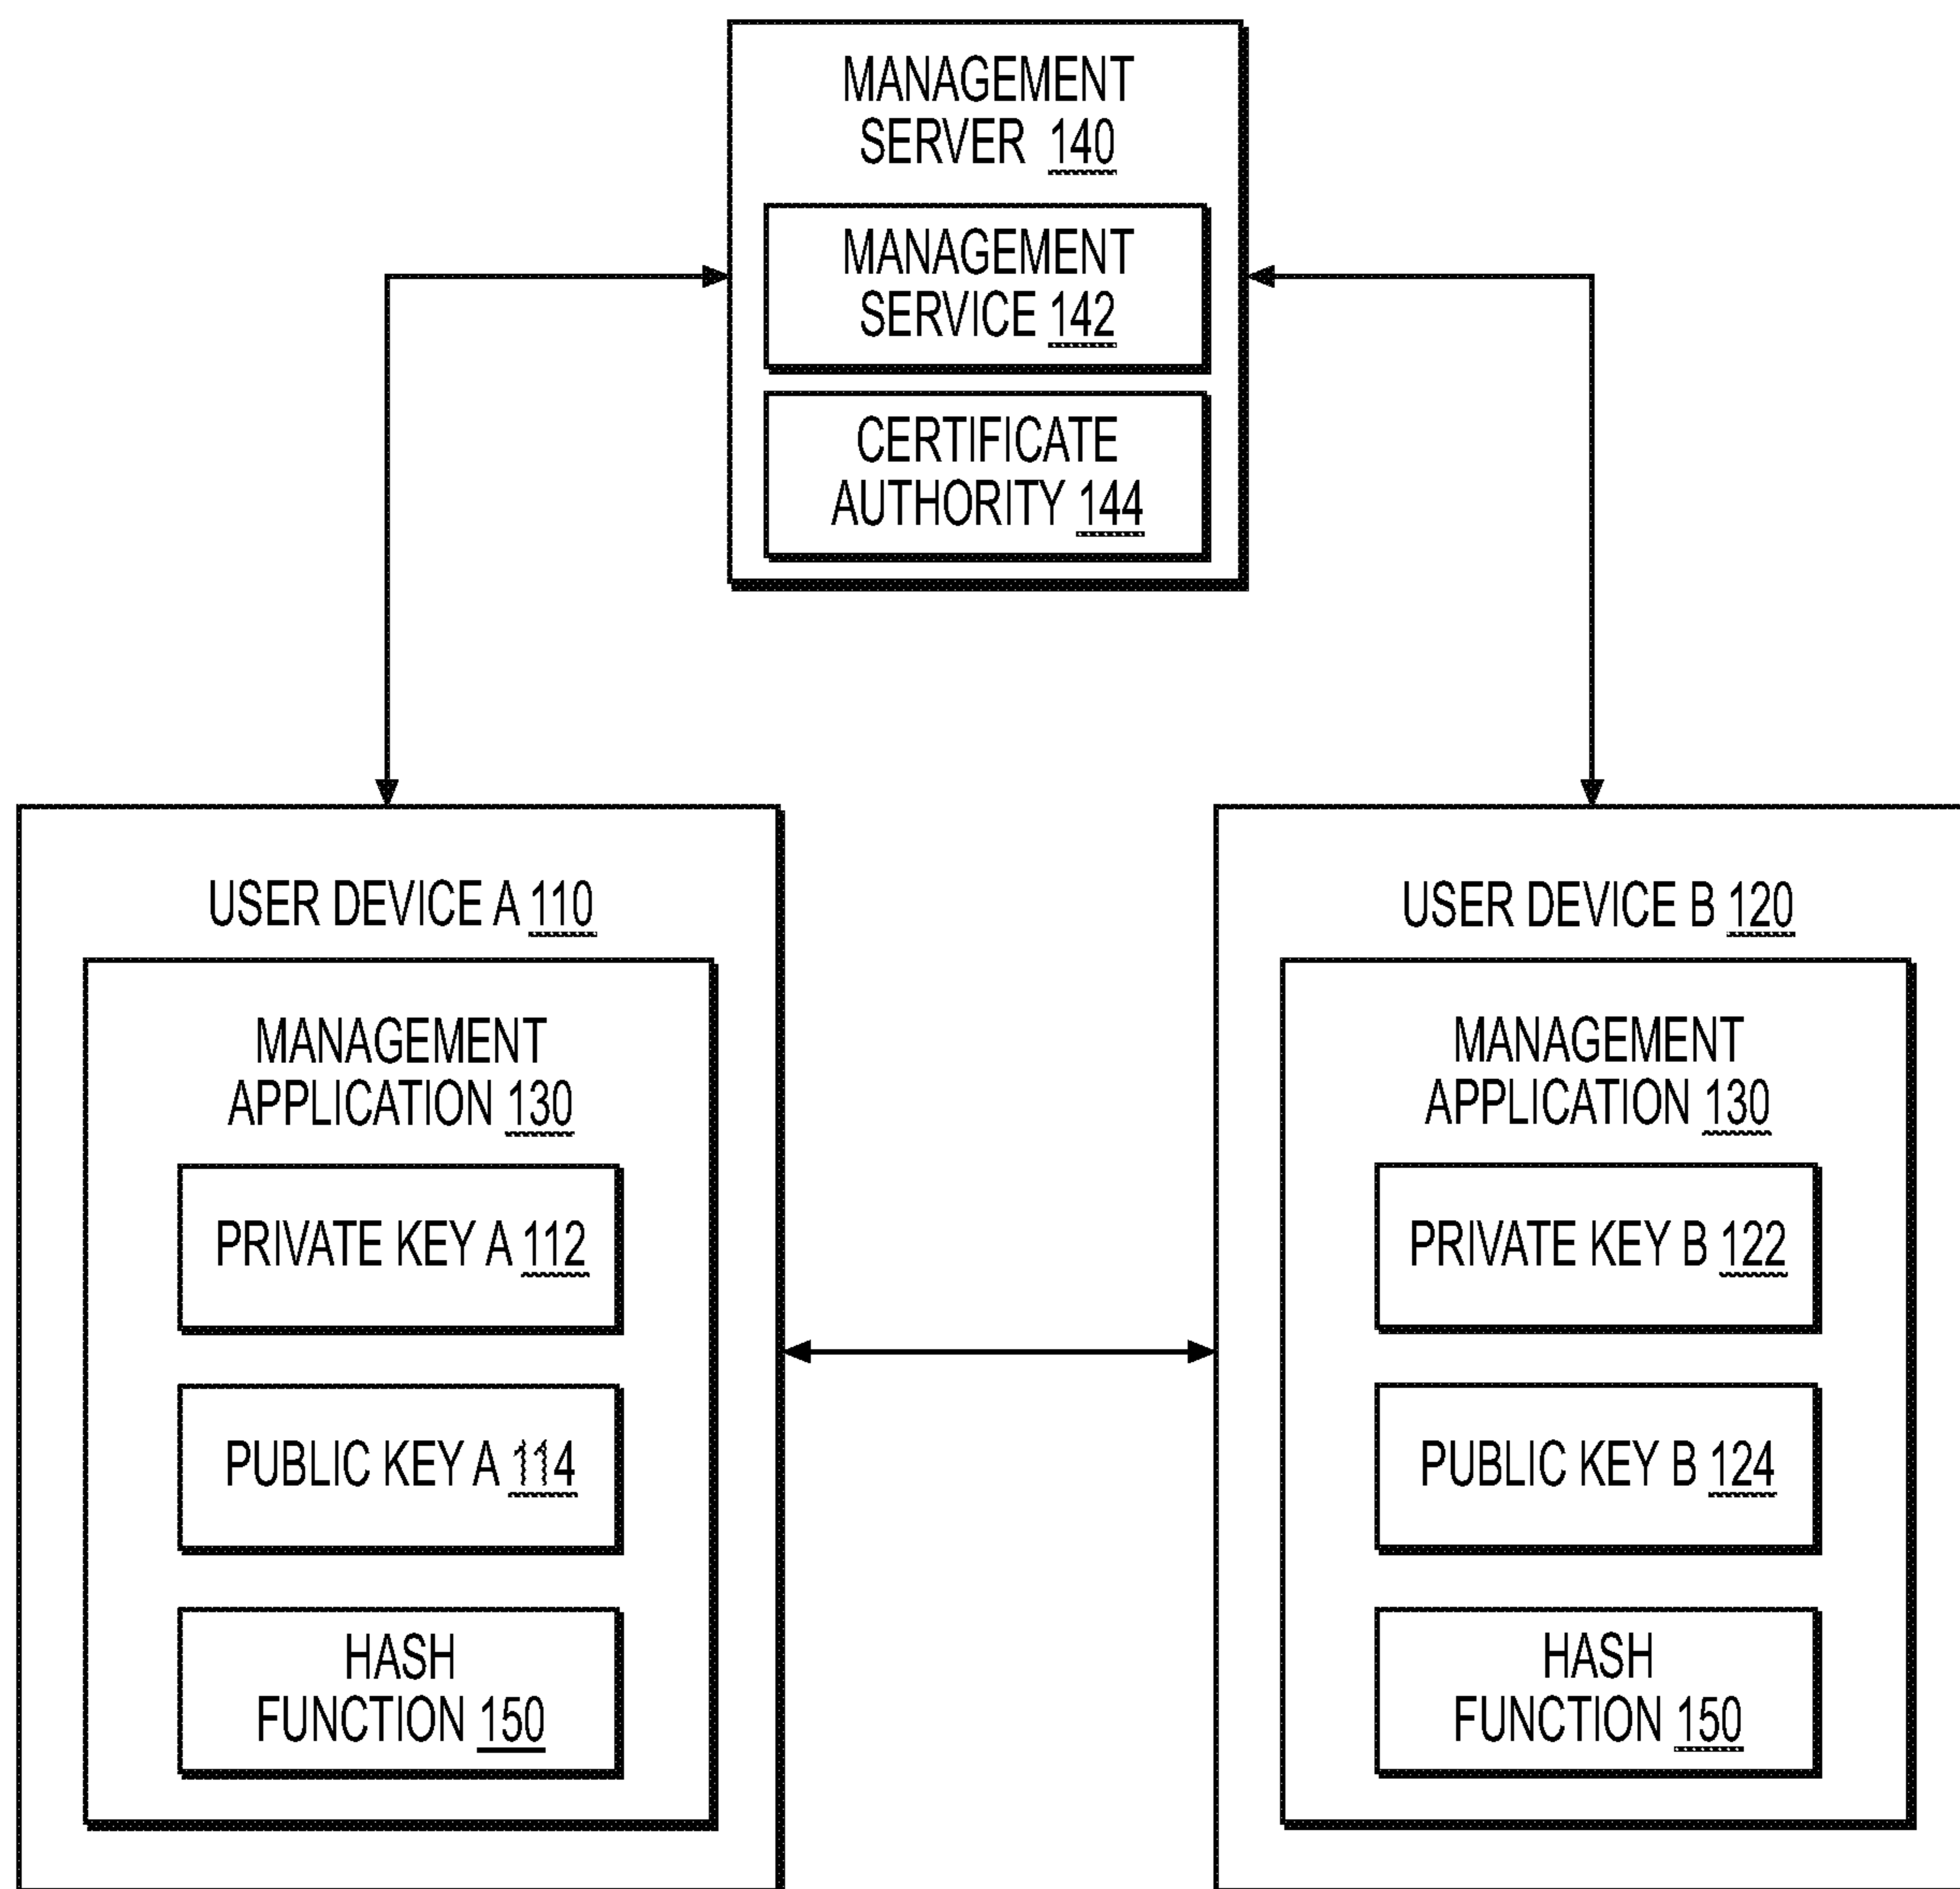 MANAGEMENT
SERVER 140
MANAGEMENT
SERVICE 142
CERTIFICATE
AUTHORITY 144
USER DEVICE A 110
MANAGEMENT
APPLICATION 130
PRIVATE KEY A 112
PUBLIC KEY A 114
HASH
FUNCTION 150
USER DEVICE B 120
MANAGEMENT
APPLICATION 130
PRIVATE KEY B 122
PUBLIC KEY B 124
HASH
FUNCTION 150